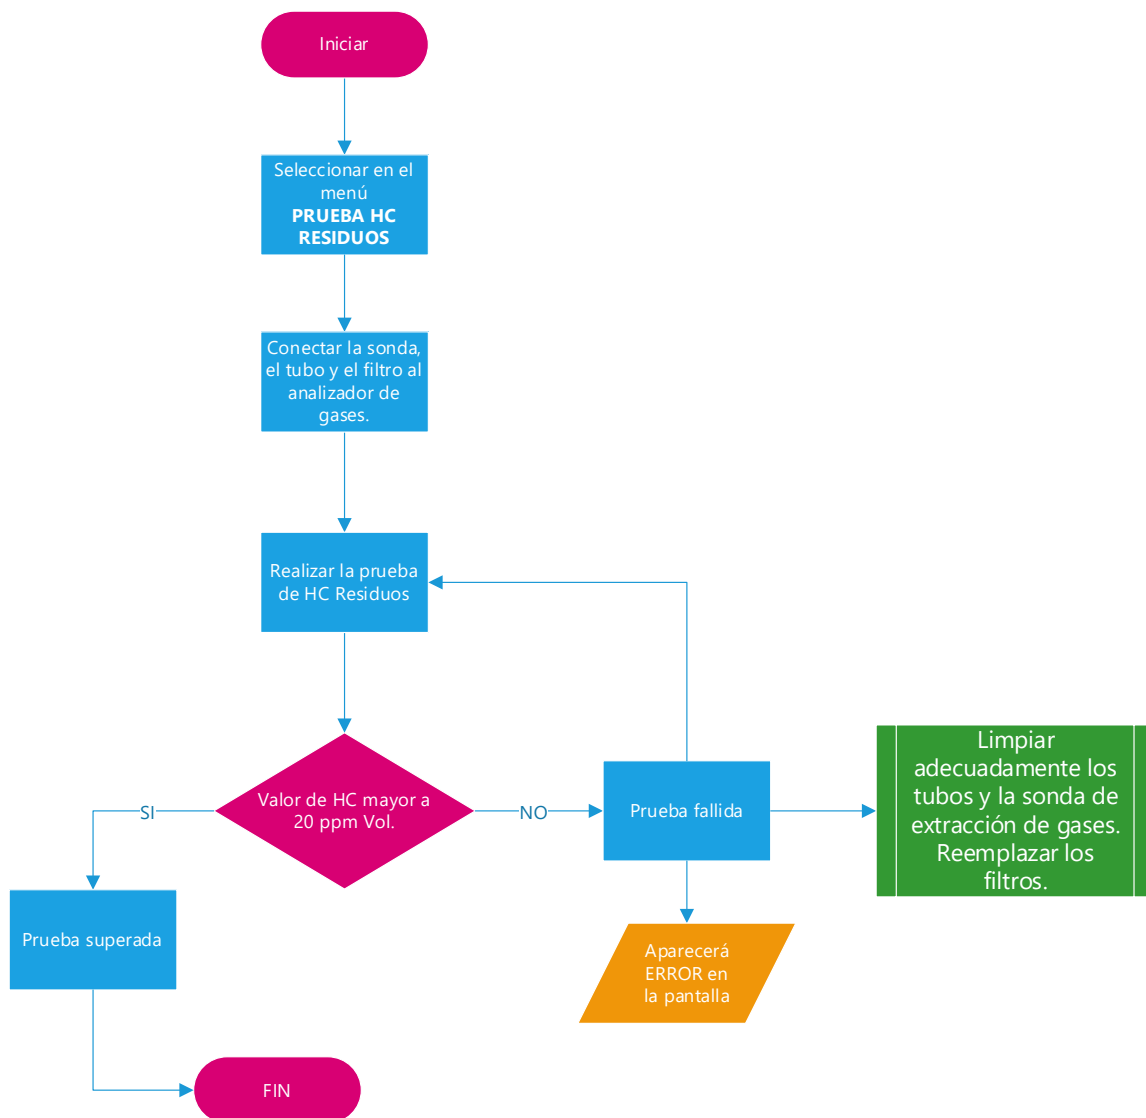 Iniciar
Seleccionar en el
menú
PRUEBA HC
RESIDUOS
Conectar la sonda,
el tubo y el filtro al
analizador de
gases.
Realizar la prueba
de HC Residuos
Valor de HC mayor a
20 ppm Vol.
SI
NO
Prueba fallida
Limpiar
adecuadamente los
tubos y la sonda de
extracción de gases.
Reemplazar los
filtros.
Prueba superada
Aparecerá
ERROR en
la pantalla
FIN